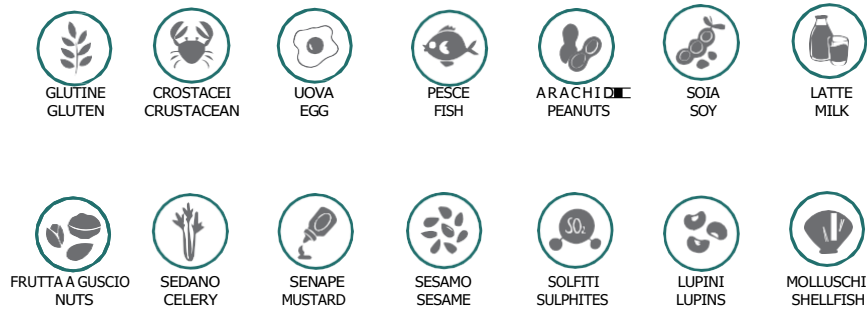 GLUTINE
GLUTEN
CROSTACEI
CRUSTACEAN
UOVA
EGG
PESCE
FISH
PEANUTS
SOIA
SOY
LATTE
MILK
FRUTTA A GUSCIO
NUTS
SEDANO
CELERY
SENAPE
MUSTARD
SESAMO
SESAME
SO₂
SOLFITI
SULPHITES
LUPINI
LUPINS
MOLLUSCHI
SHELLFISH